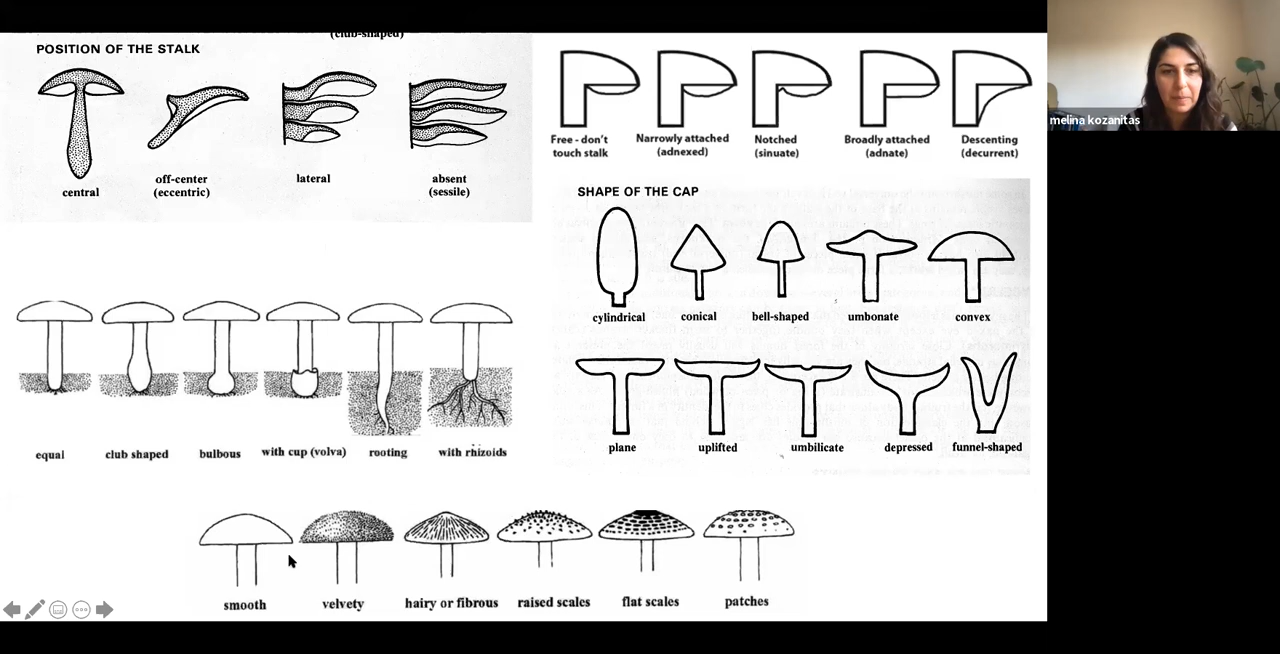 (club-shaped)
POSITION OF THE STALK
central
off-center
(eccentric)
lateral
absent
(sessile)
Free - don't
touch stalk
Narrowly attached
(adnexed)
Notched
(sinuate)
Broadly attached
(adnate)
Descenting
(decurrent)
melina kozanitas
SHAPE OF THE CAP
cylindrical
conical
bell-shaped
umbonate
convex
plane
uplifted
umbilicate
depressed
funnel-shaped
equal
club shaped
bulbous
with cup (volva)
rooting
with rhizoids
smooth
velvety
hairy or fibrous
raised scales
flat scales
patches